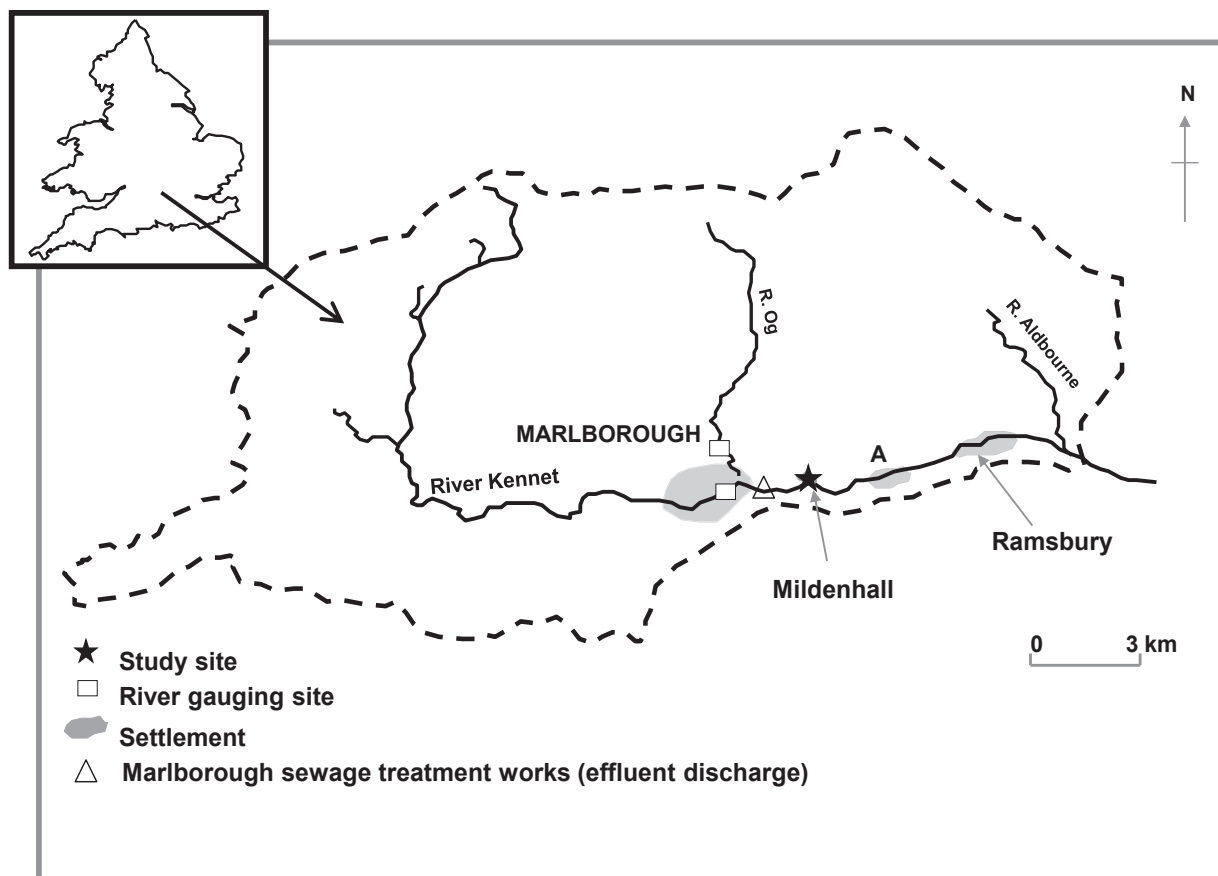 N
R. Og
R. Aldbourne
MARLBOROUGH
A
River Kennet
Ramsbury
Mildenhall
0 3 km
Study site
River gauging site
Settlement
Marlborough sewage treatment works (effluent discharge)